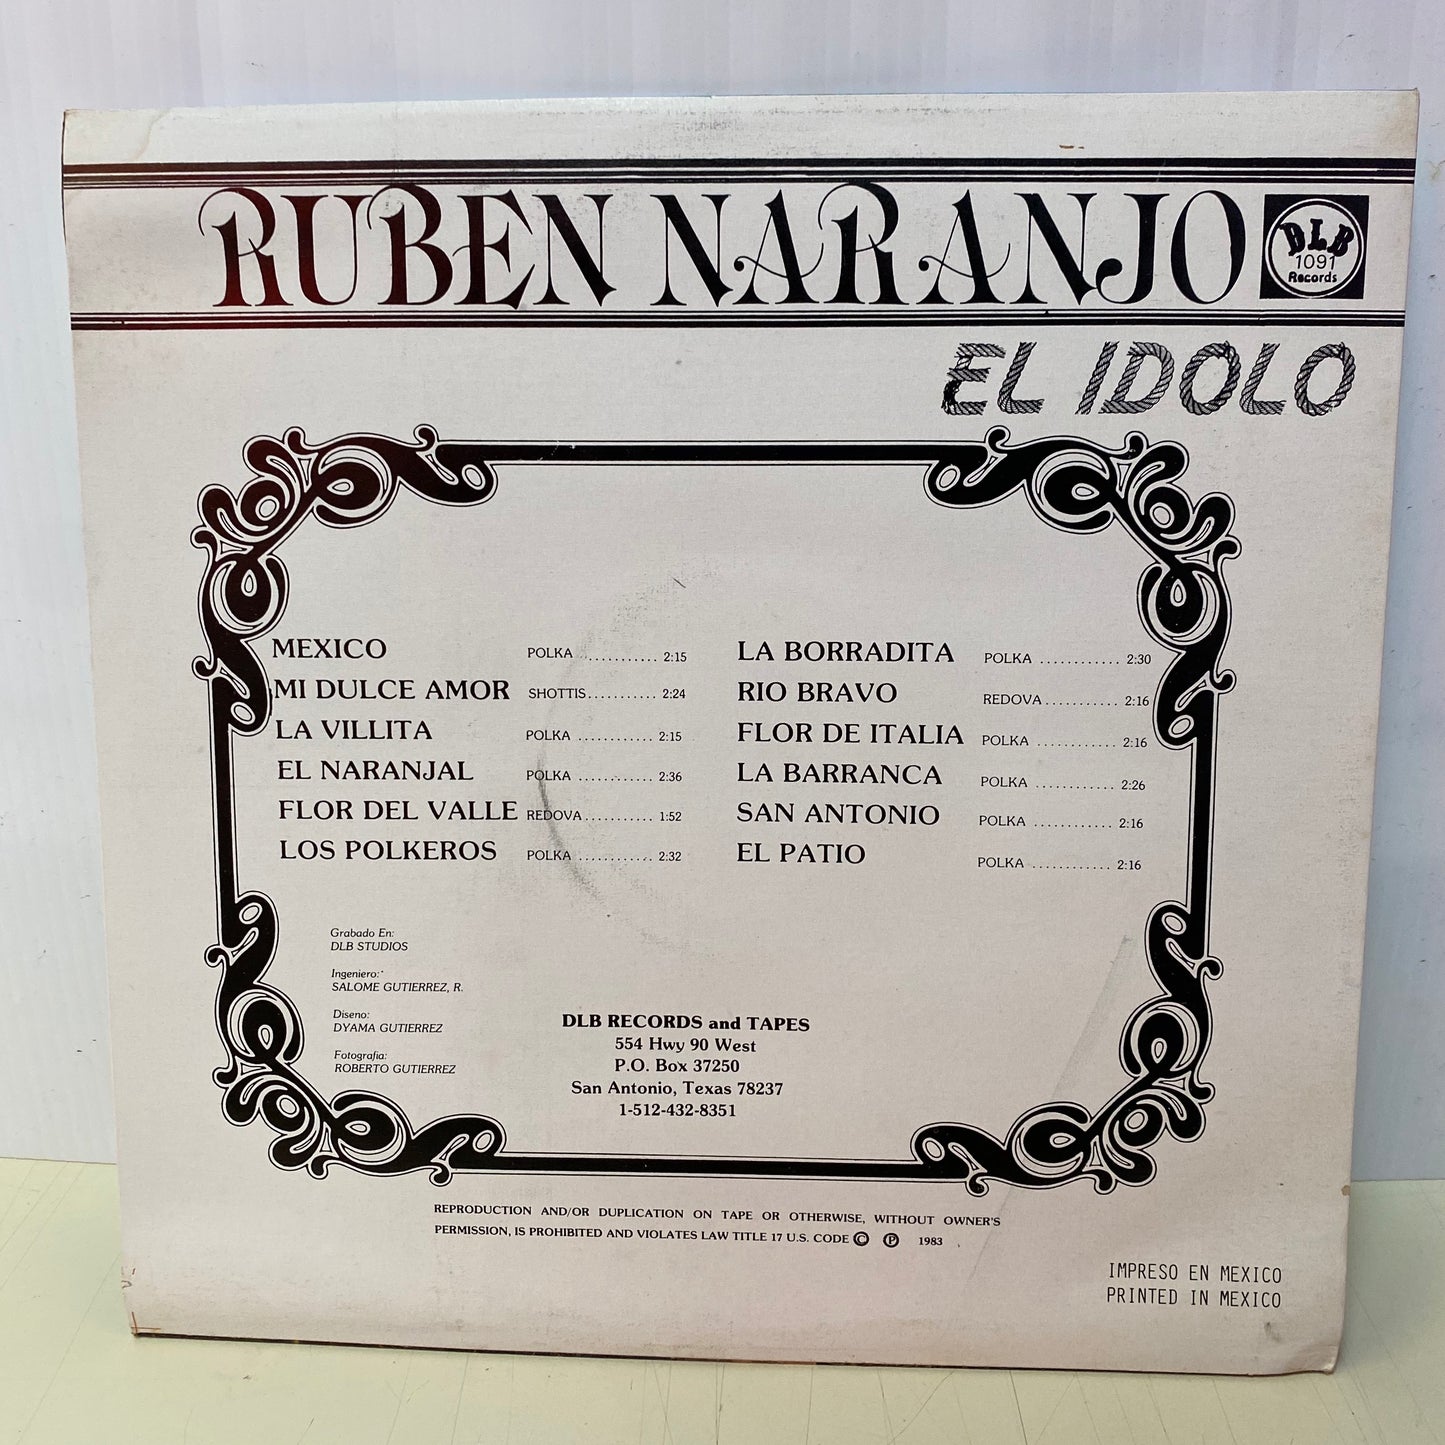 RUBEN NARANJO
DLB
1091
Records
EL IDOLO
MEXICO POLKA ............ 2:15
MI DULCE AMOR SHOTTIS........... 2:24
LA VILLITA POLKA ............ 2:15
EL NARANJAL POLKA ............ 2:36
FLOR DEL VALLE REDOVA........... 1:52
LOS POLKEROS POLKA ............ 2:32
LA BORRADITA POLKA ............ 2:30
RIO BRAVO REDOVA........... 2:16
FLOR DE ITALIA POLKA ............ 2:16
LA BARRANCA POLKA ............ 2:26
SAN ANTONIO POLKA ............ 2:16
EL PATIO POLKA ............ 2:16
Grabado En:
DLB STUDIOS
Ingeniero:
SALOME GUTIERREZ, R.
Diseno:
DYAMA GUTIERREZ
Fotografia:
ROBERTO GUTIERREZ
DLB RECORDS and TAPES
554 Hwy 90 West
P.O. Box 37250
San Antonio, Texas 78237
1-512-432-8351
REPRODUCTION AND/OR DUPLICATION ON TAPE OR OTHERWISE, WITHOUT OWNER'S
PERMISSION, IS PROHIBITED AND VIOLATES LAW TITLE 17 U.S. CODE © ℗ 1983
IMPRESO EN MEXICO
PRINTED IN MEXICO